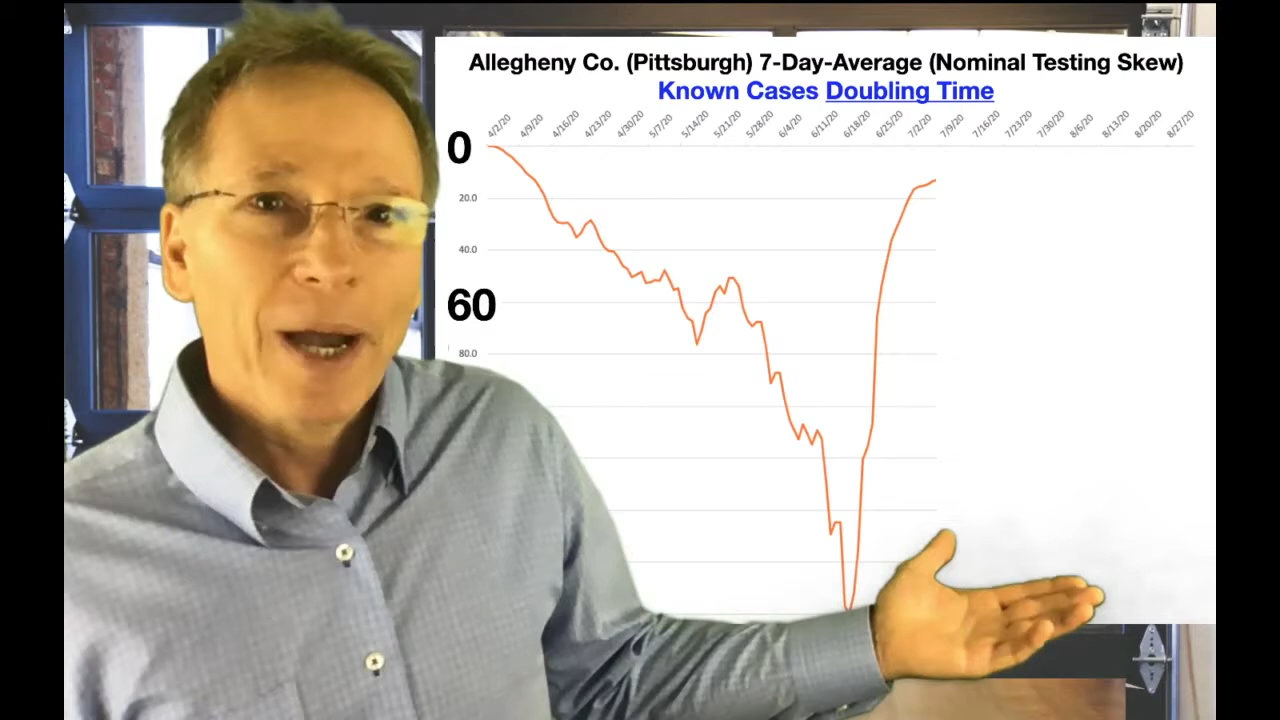 Allegheny Co. (Pittsburgh) 7-Day-Average (Nominal Testing Skew)
Known Cases Doubling Time
4/2/20 4/9/20 4/16/20 4/23/20 4/30/20 5/7/20 5/14/20 5/21/20 5/28/20 6/4/20 6/11/20 6/18/20 6/25/20 7/2/20 7/9/20 7/16/20 7/23/20 7/30/20 8/6/20 8/13/20 8/20/20 8/27/20
0
20.0
40.0
60
80.0